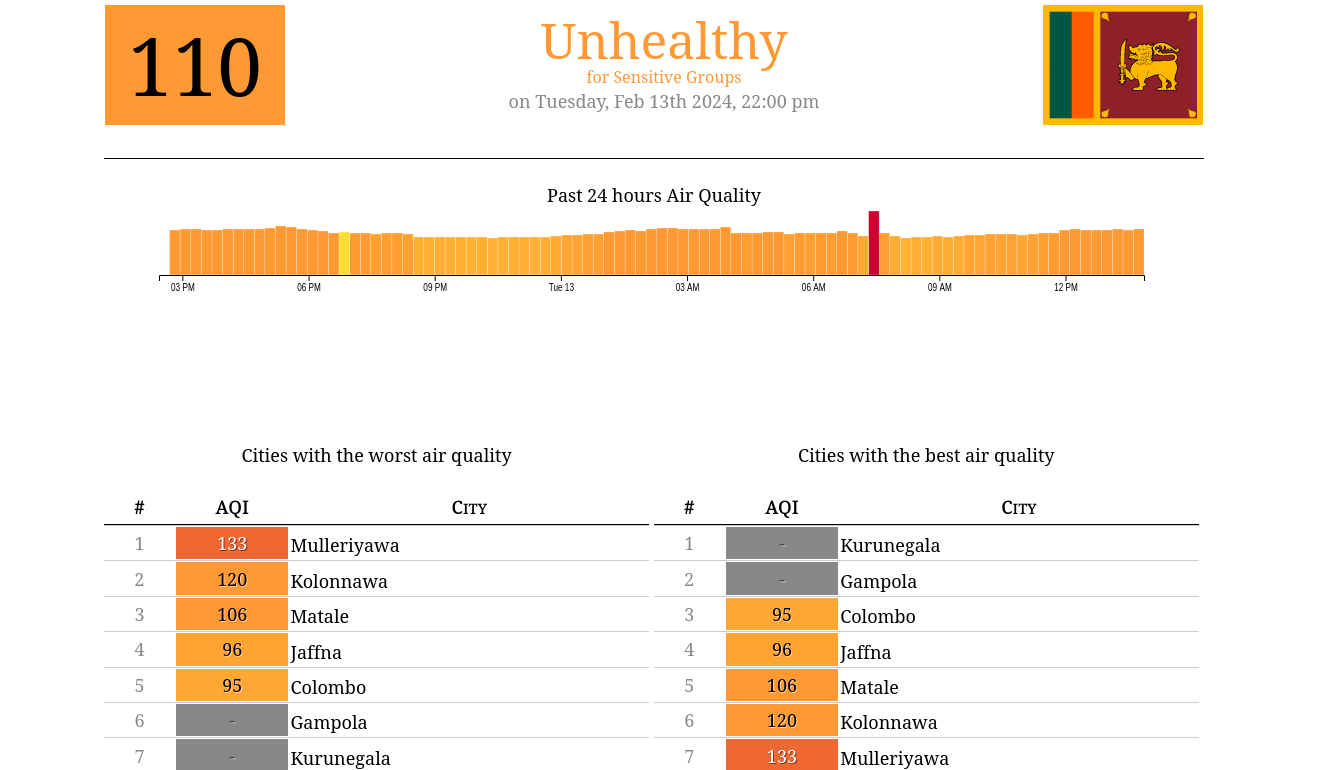 110
Unhealthy
for Sensitive Groups
on Tuesday, Feb 13th 2024, 22:00 pm
Past 24 hours Air Quality
03 PM 06 PM 09 PM Tue 13 03 AM 06 AM 09 AM 12 PM
Cities with the worst air quality
# AQI City
1 133 Mulleriyawa
2 120 Kolonnawa
3 106 Matale
4 96 Jaffna
5 95 Colombo
6 - Gampola
7 - Kurunegala
Cities with the best air quality
# AQI City
1 - Kurunegala
2 - Gampola
3 95 Colombo
4 96 Jaffna
5 106 Matale
6 120 Kolonnawa
7 133 Mulleriyawa